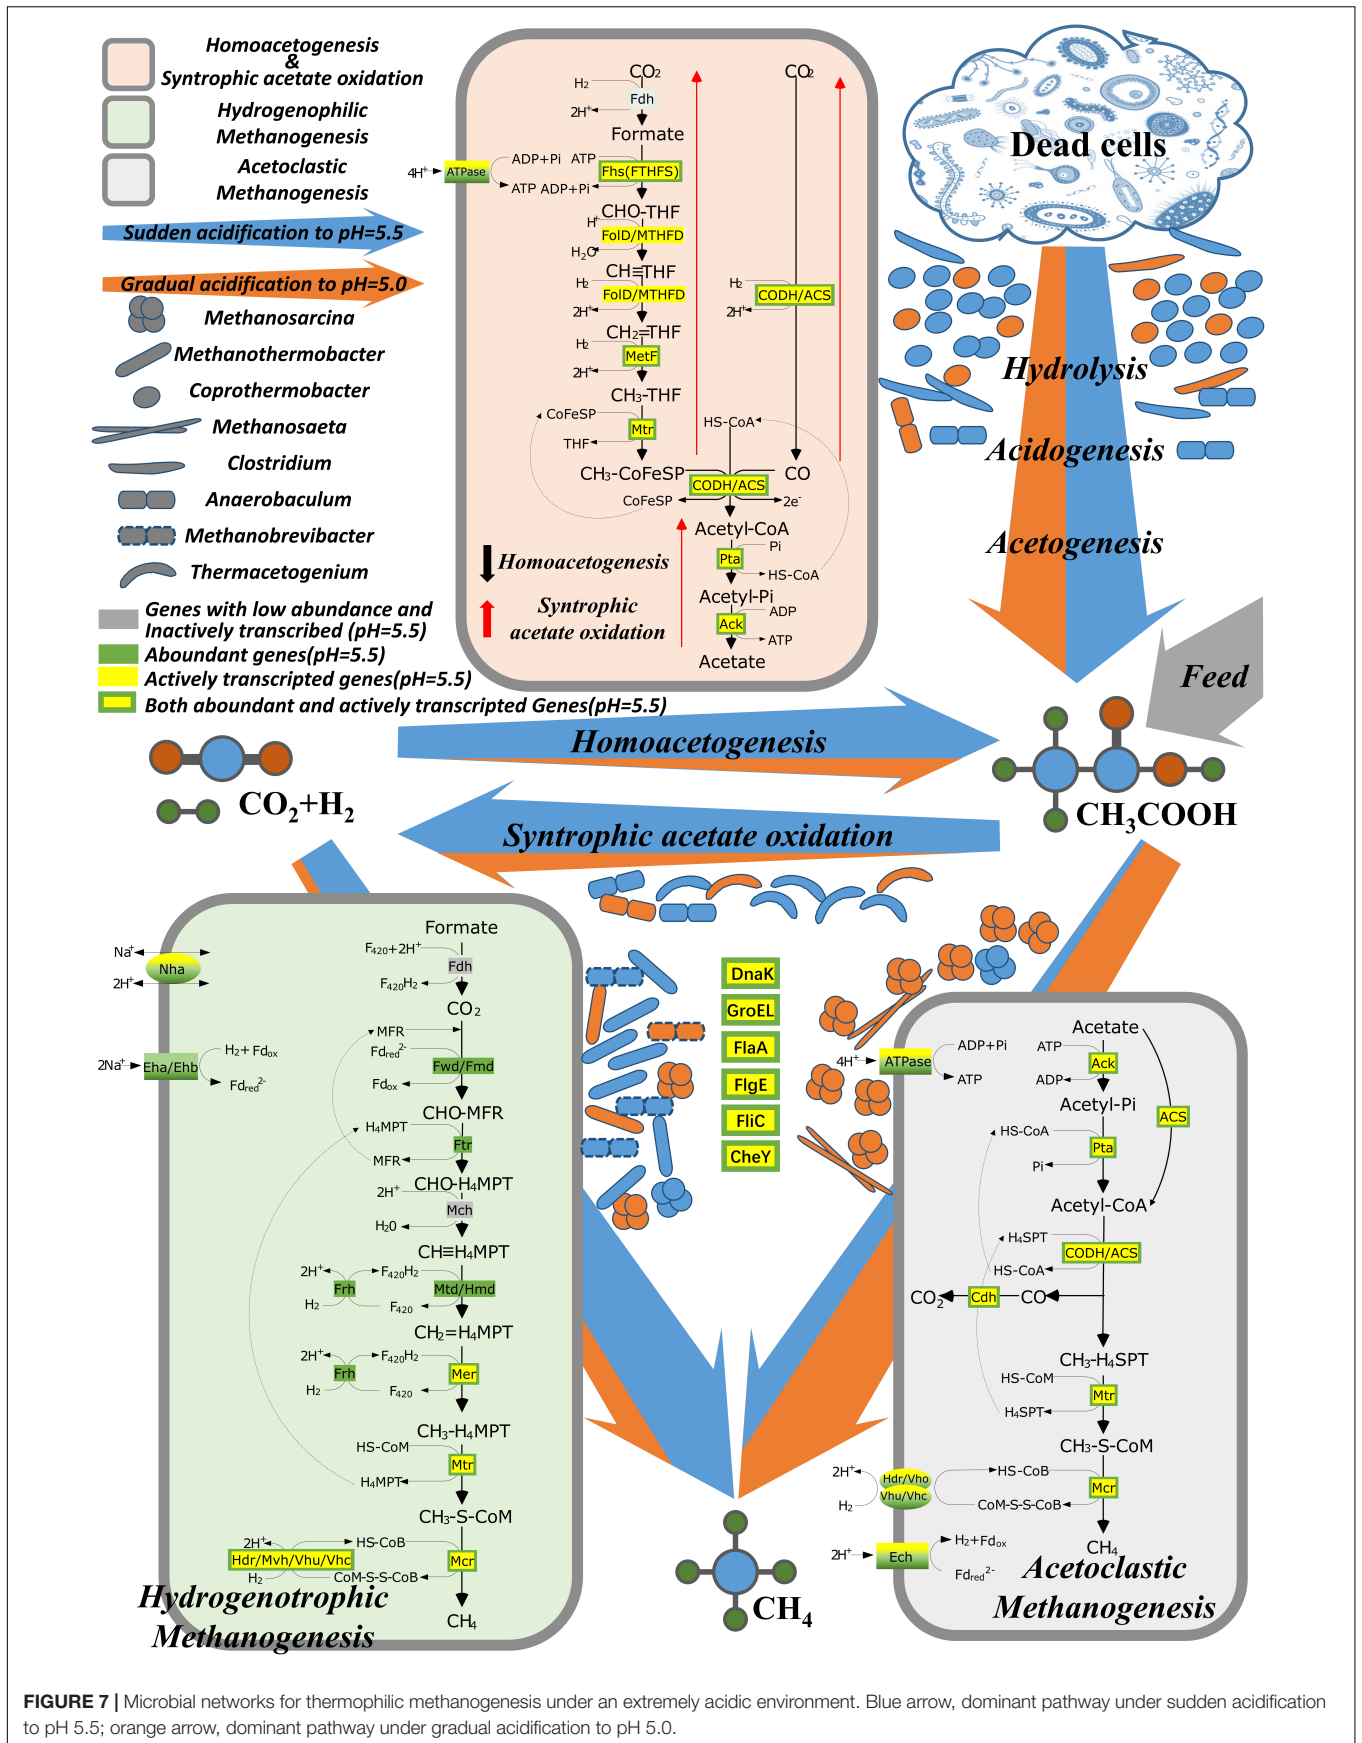 Homoacetogenesis
&
Syntrophic acetate oxidation
Hydrogenophilic
Methanogenesis
Acetoclastic
Methanogenesis
Sudden acidification to pH=5.5
Gradual acidification to pH=5.0
Methanosarcina
Methanothermobacter
Coprothermobacter
Methanosaeta
Clostridium
Anaerobaculum
Methanobrevibacter
Thermacetogenium
Genes with low abundance and
Inactively transcribed (pH=5.5)
Aboundant genes(pH=5.5)
Actively transcripted genes(pH=5.5)
Both aboundant and actively transcripted Genes(pH=5.5)
CO2
H2
Fdh
2H+
Formate
4H+
ATPase
ADP+Pi
ATP
ATP
Fhs(FTHFS)
ADP+Pi
CHO-THF
H+
FolD/MTHFD
H2O
CH≡THF
H2
FolD/MTHFD
2H+
CH2=THF
H2
MetF
2H+
CH3-THF
CoFeSP
Mtr
THF
CH3-CoFeSP
CO2
H2
CODH/ACS
2H+
CO
HS-CoA
CODH/ACS
CoFeSP
2e-
Acetyl-CoA
Pi
Pta
HS-CoA
Acetyl-Pi
ADP
Ack
ATP
Acetate
Homoacetogenesis
Syntrophic
acetate oxidation
Dead cells
Hydrolysis
Acidogenesis
Acetogenesis
Feed
Homoacetogenesis
CO2+H2
CH3COOH
Syntrophic acetate oxidation
Na+
Nha
2H+
2Na+
Eha/Ehb
H2+Fdox
Fdred2-
Formate
F420+2H+
Fdh
F420H2
CO2
MFR
Fdred2-
Fwd/Fmd
Fdox
CHO-MFR
H4MPT
Ftr
MFR
CHO-H4MPT
2H+
Mch
H20
CH≡H4MPT
2H+
F420H2
Frh
Mtd/Hmd
H2
F420
CH2=H4MPT
2H+
F420H2
Frh
Mer
H2
F420
CH3-H4MPT
HS-CoM
Mtr
H4MPT
CH3-S-CoM
2H+
HS-CoB
Hdr/Mvh/Vhu/Vhc
Mcr
H2
CoM-S-S-CoB
CH4
Hydrogenotrophic
Methanogenesis
DnaK
GroEL
FlaA
FlgE
FliC
CheY
CH4
4H+
ATPase
ADP+Pi
ATP
Acetate
ATP
Ack
ADP
Acetyl-Pi
ACS
HS-CoA
Pta
Pi
Acetyl-CoA
H4SPT
CODH/ACS
HS-CoA
CO2
Cdh
CO
CH3-H4SPT
HS-CoM
Mtr
H4SPT
CH3-S-CoM
2H+
Hdr/Vho
Vhu/Vhc
H2
HS-CoB
Mcr
CoM-S-S-CoB
CH4
2H+
Ech
H2+Fdox
Fdred2-
Acetoclastic
Methanogenesis
FIGURE 7 | Microbial networks for thermophilic methanogenesis under an extremely acidic environment. Blue arrow, dominant pathway under sudden acidification
to pH 5.5; orange arrow, dominant pathway under gradual acidification to pH 5.0.